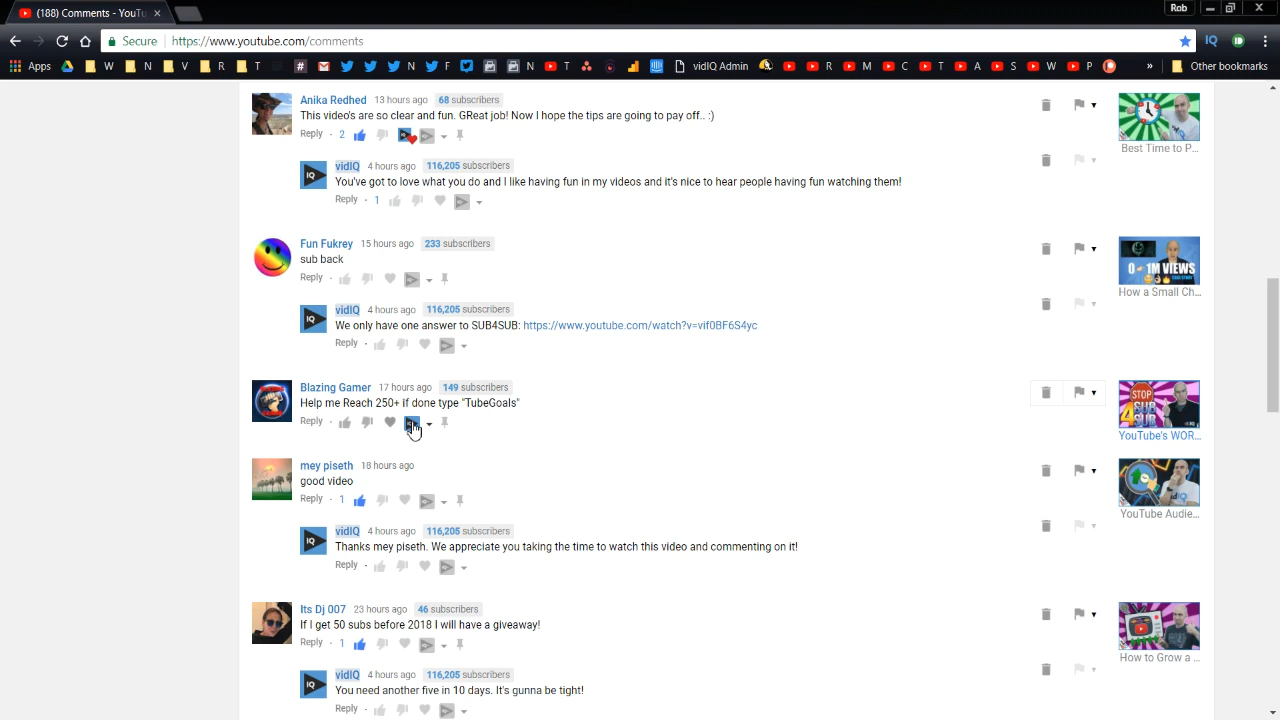 (188) Comments - YouTu
Rob
Secure https://www.youtube.com/comments
Apps W N V R T N F N T vidIQ Admin R M C T A S W P » Other bookmarks
Anika Redhed 13 hours ago 68 subscribers
This video's are so clear and fun. GReat job! Now I hope the tips are going to pay off.. :)
Reply · 2
Best Time to P...
vidIQ 4 hours ago 116,205 subscribers
You've got to love what you do and I like having fun in my videos and it's nice to hear people having fun watching them!
Reply · 1
Fun Fukrey 15 hours ago 233 subscribers
sub back
Reply ·
0 1M VIEWS
How a Small Ch...
vidIQ 4 hours ago 116,205 subscribers
We only have one answer to SUB4SUB: https://www.youtube.com/watch?v=vif0BF6S4yc
Reply ·
Blazing Gamer 17 hours ago 149 subscribers
Help me Reach 250+ if done type "TubeGoals"
Reply ·
STOP SUB 4 SUB
YouTube's WOR...
mey piseth 18 hours ago
good video
Reply · 1
YouTube Audie...
vidIQ 4 hours ago 116,205 subscribers
Thanks mey piseth. We appreciate you taking the time to watch this video and commenting on it!
Reply ·
Its Dj 007 23 hours ago 46 subscribers
If I get 50 subs before 2018 I will have a giveaway!
Reply · 1
How to Grow a ...
vidIQ 4 hours ago 116,205 subscribers
You need another five in 10 days. It's gunna be tight!
Reply ·